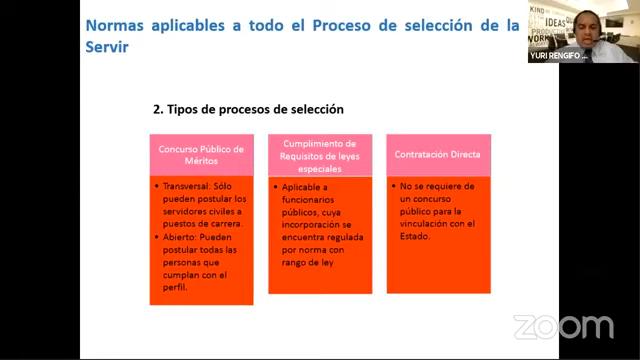 Normas aplicables a todo el Proceso de selección de la
Servir
2. Tipos de procesos de selección
Concurso Público de
Méritos
• Transversal: Sólo
pueden postular los
servidores civiles a
puestos de carrera.
• Abierto: Pueden
postular todas las
personas que
cumplan con el
perfil.
Cumplimiento de
Requisitos de leyes
especiales
• Aplicable a
funcionarios
públicos, cuya
incorporación se
encuentra regulada
por norma con
rango de ley
Contratación Directa
• No se requiere de
un concurso
público para la
vinculación con el
Estado.
KIND
IDEAS
WORK
YURI RENGIFO ...
zoom